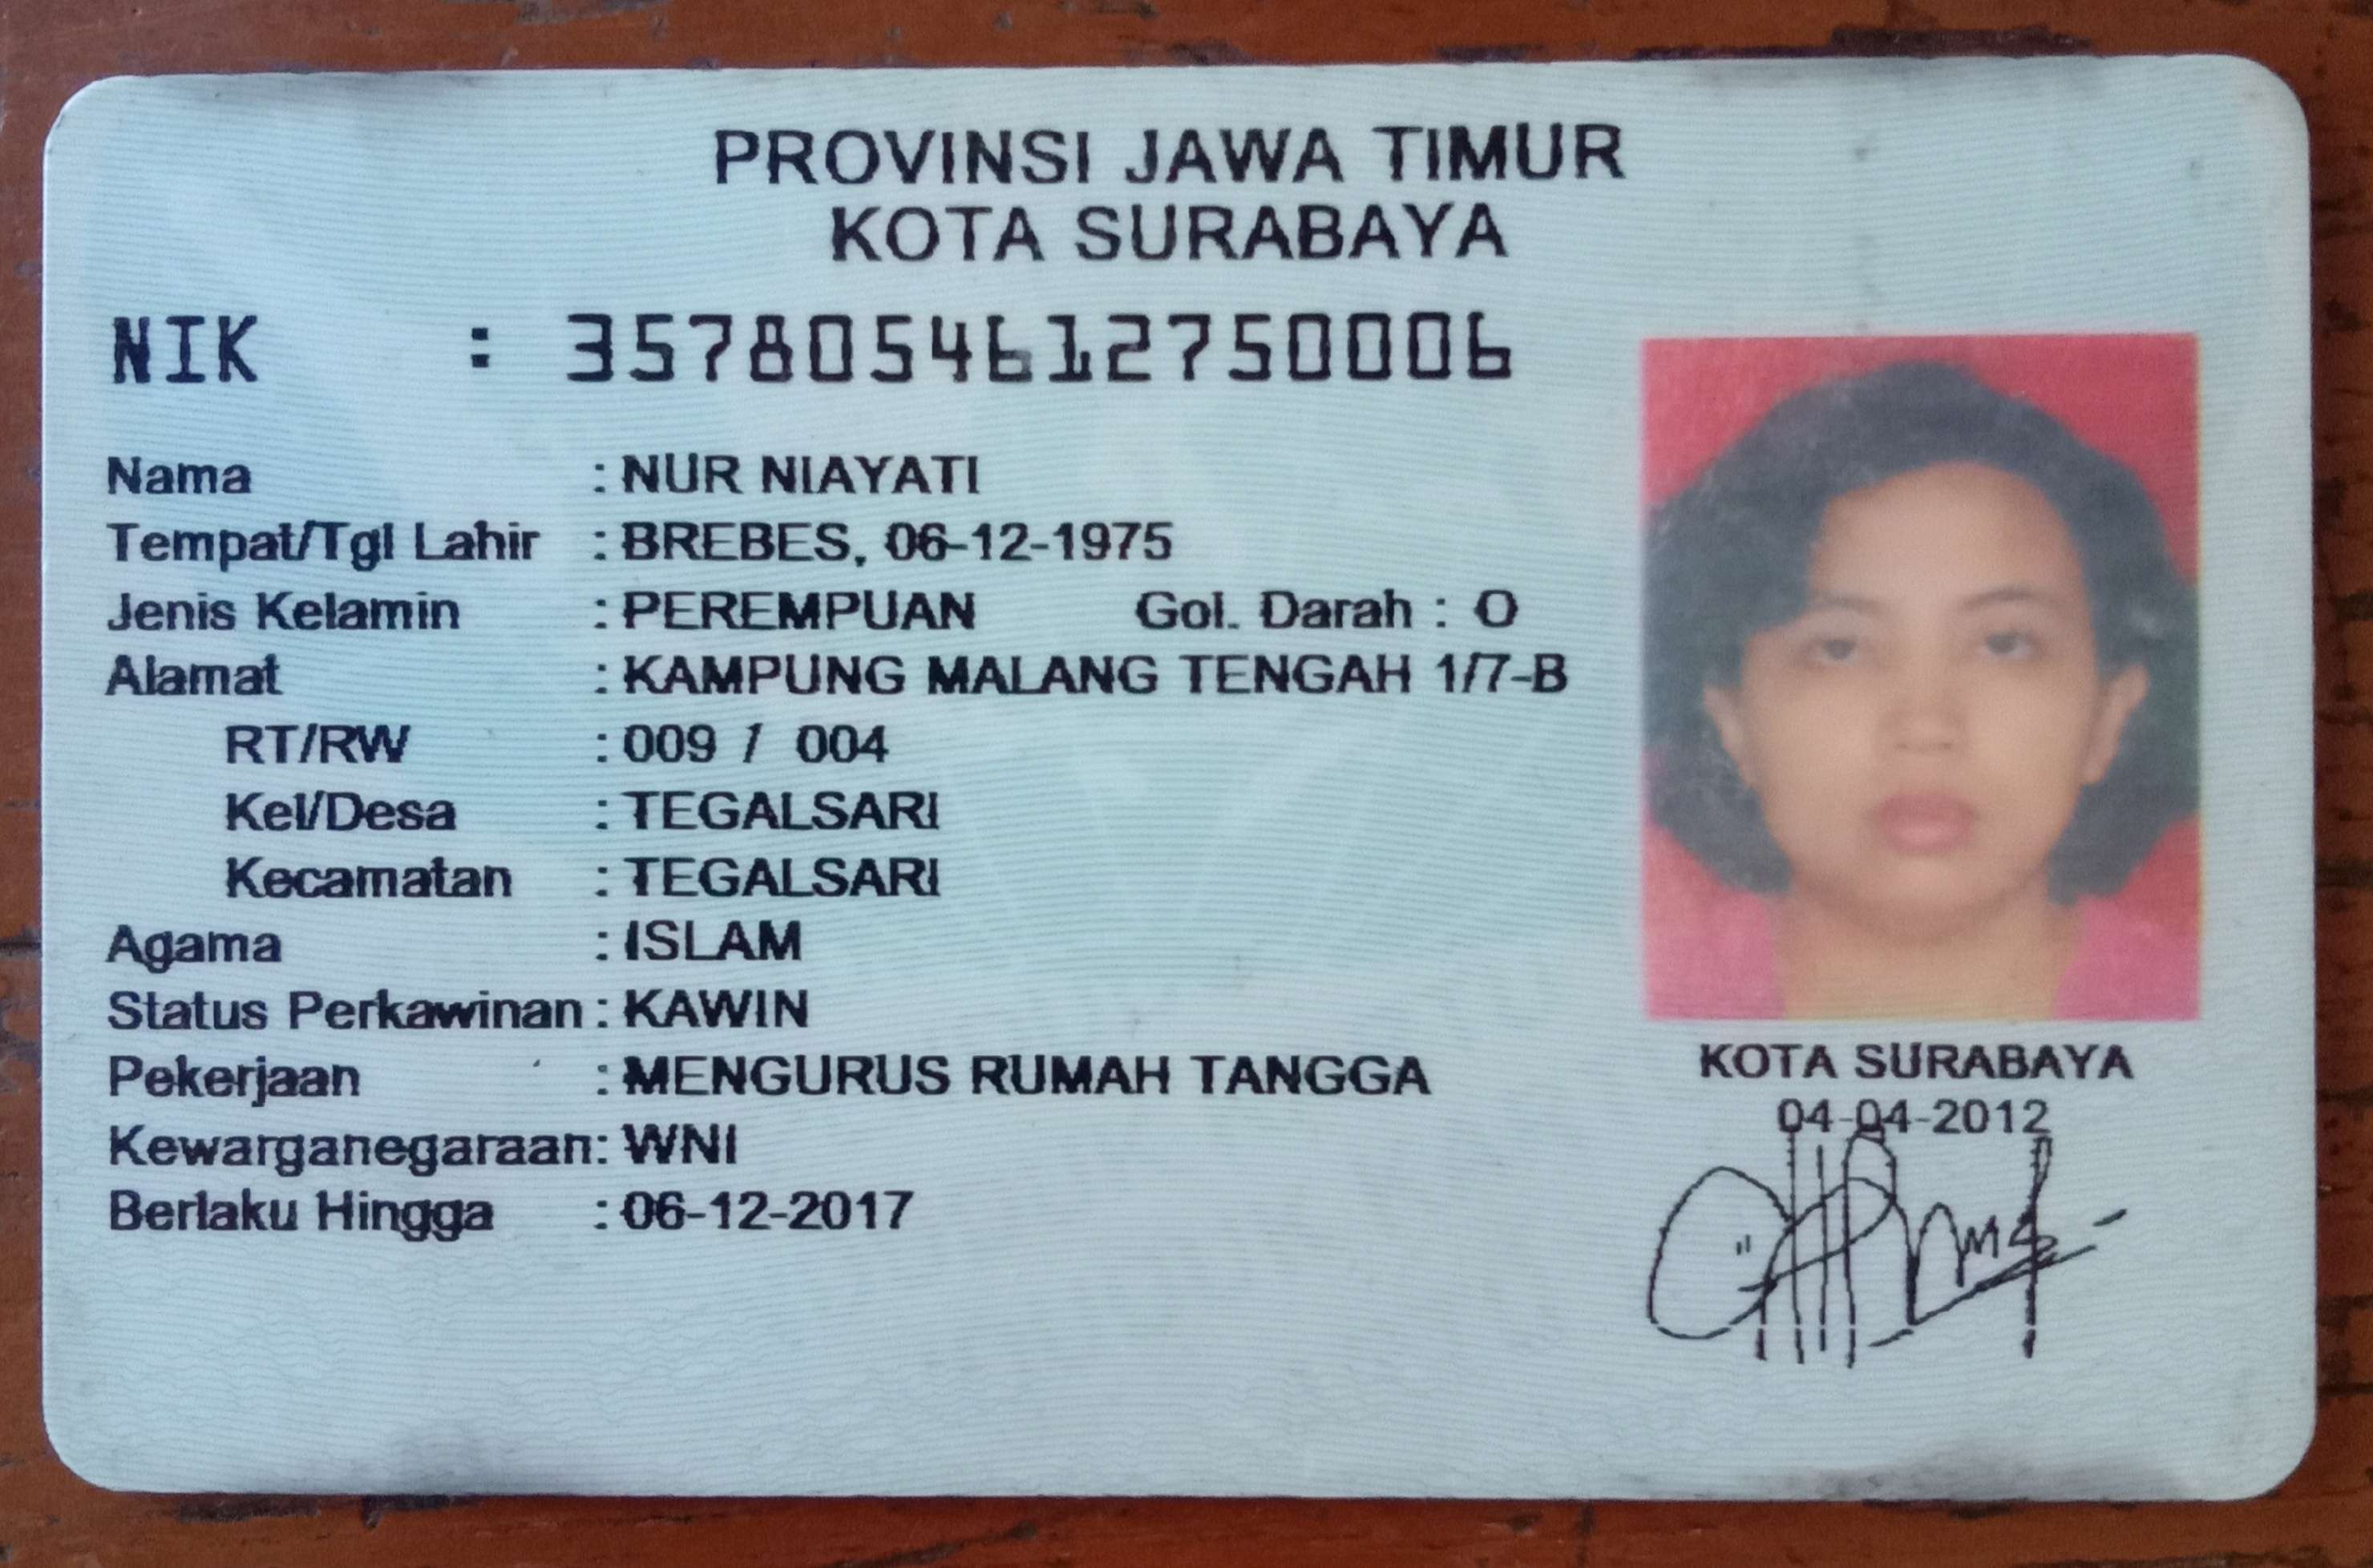 PROVINSI JAWA TIMUR
KOTA SURABAYA
NIK : 3578054612750006
Nama : NUR NIAYATI
Tempat/Tgl Lahir : BREBES, 06-12-1975
Jenis Kelamin : PEREMPUAN Gol. Darah : O
Alamat : KAMPUNG MALANG TENGAH 1/7-B
RT/RW : 009 / 004
Kel/Desa : TEGALSARI
Kecamatan : TEGALSARI
Agama : ISLAM
Status Perkawinan : KAWIN
Pekerjaan : MENGURUS RUMAH TANGGA
Kewarganegaraan: WNI
Berlaku Hingga : 06-12-2017
KOTA SURABAYA
04-04-2012